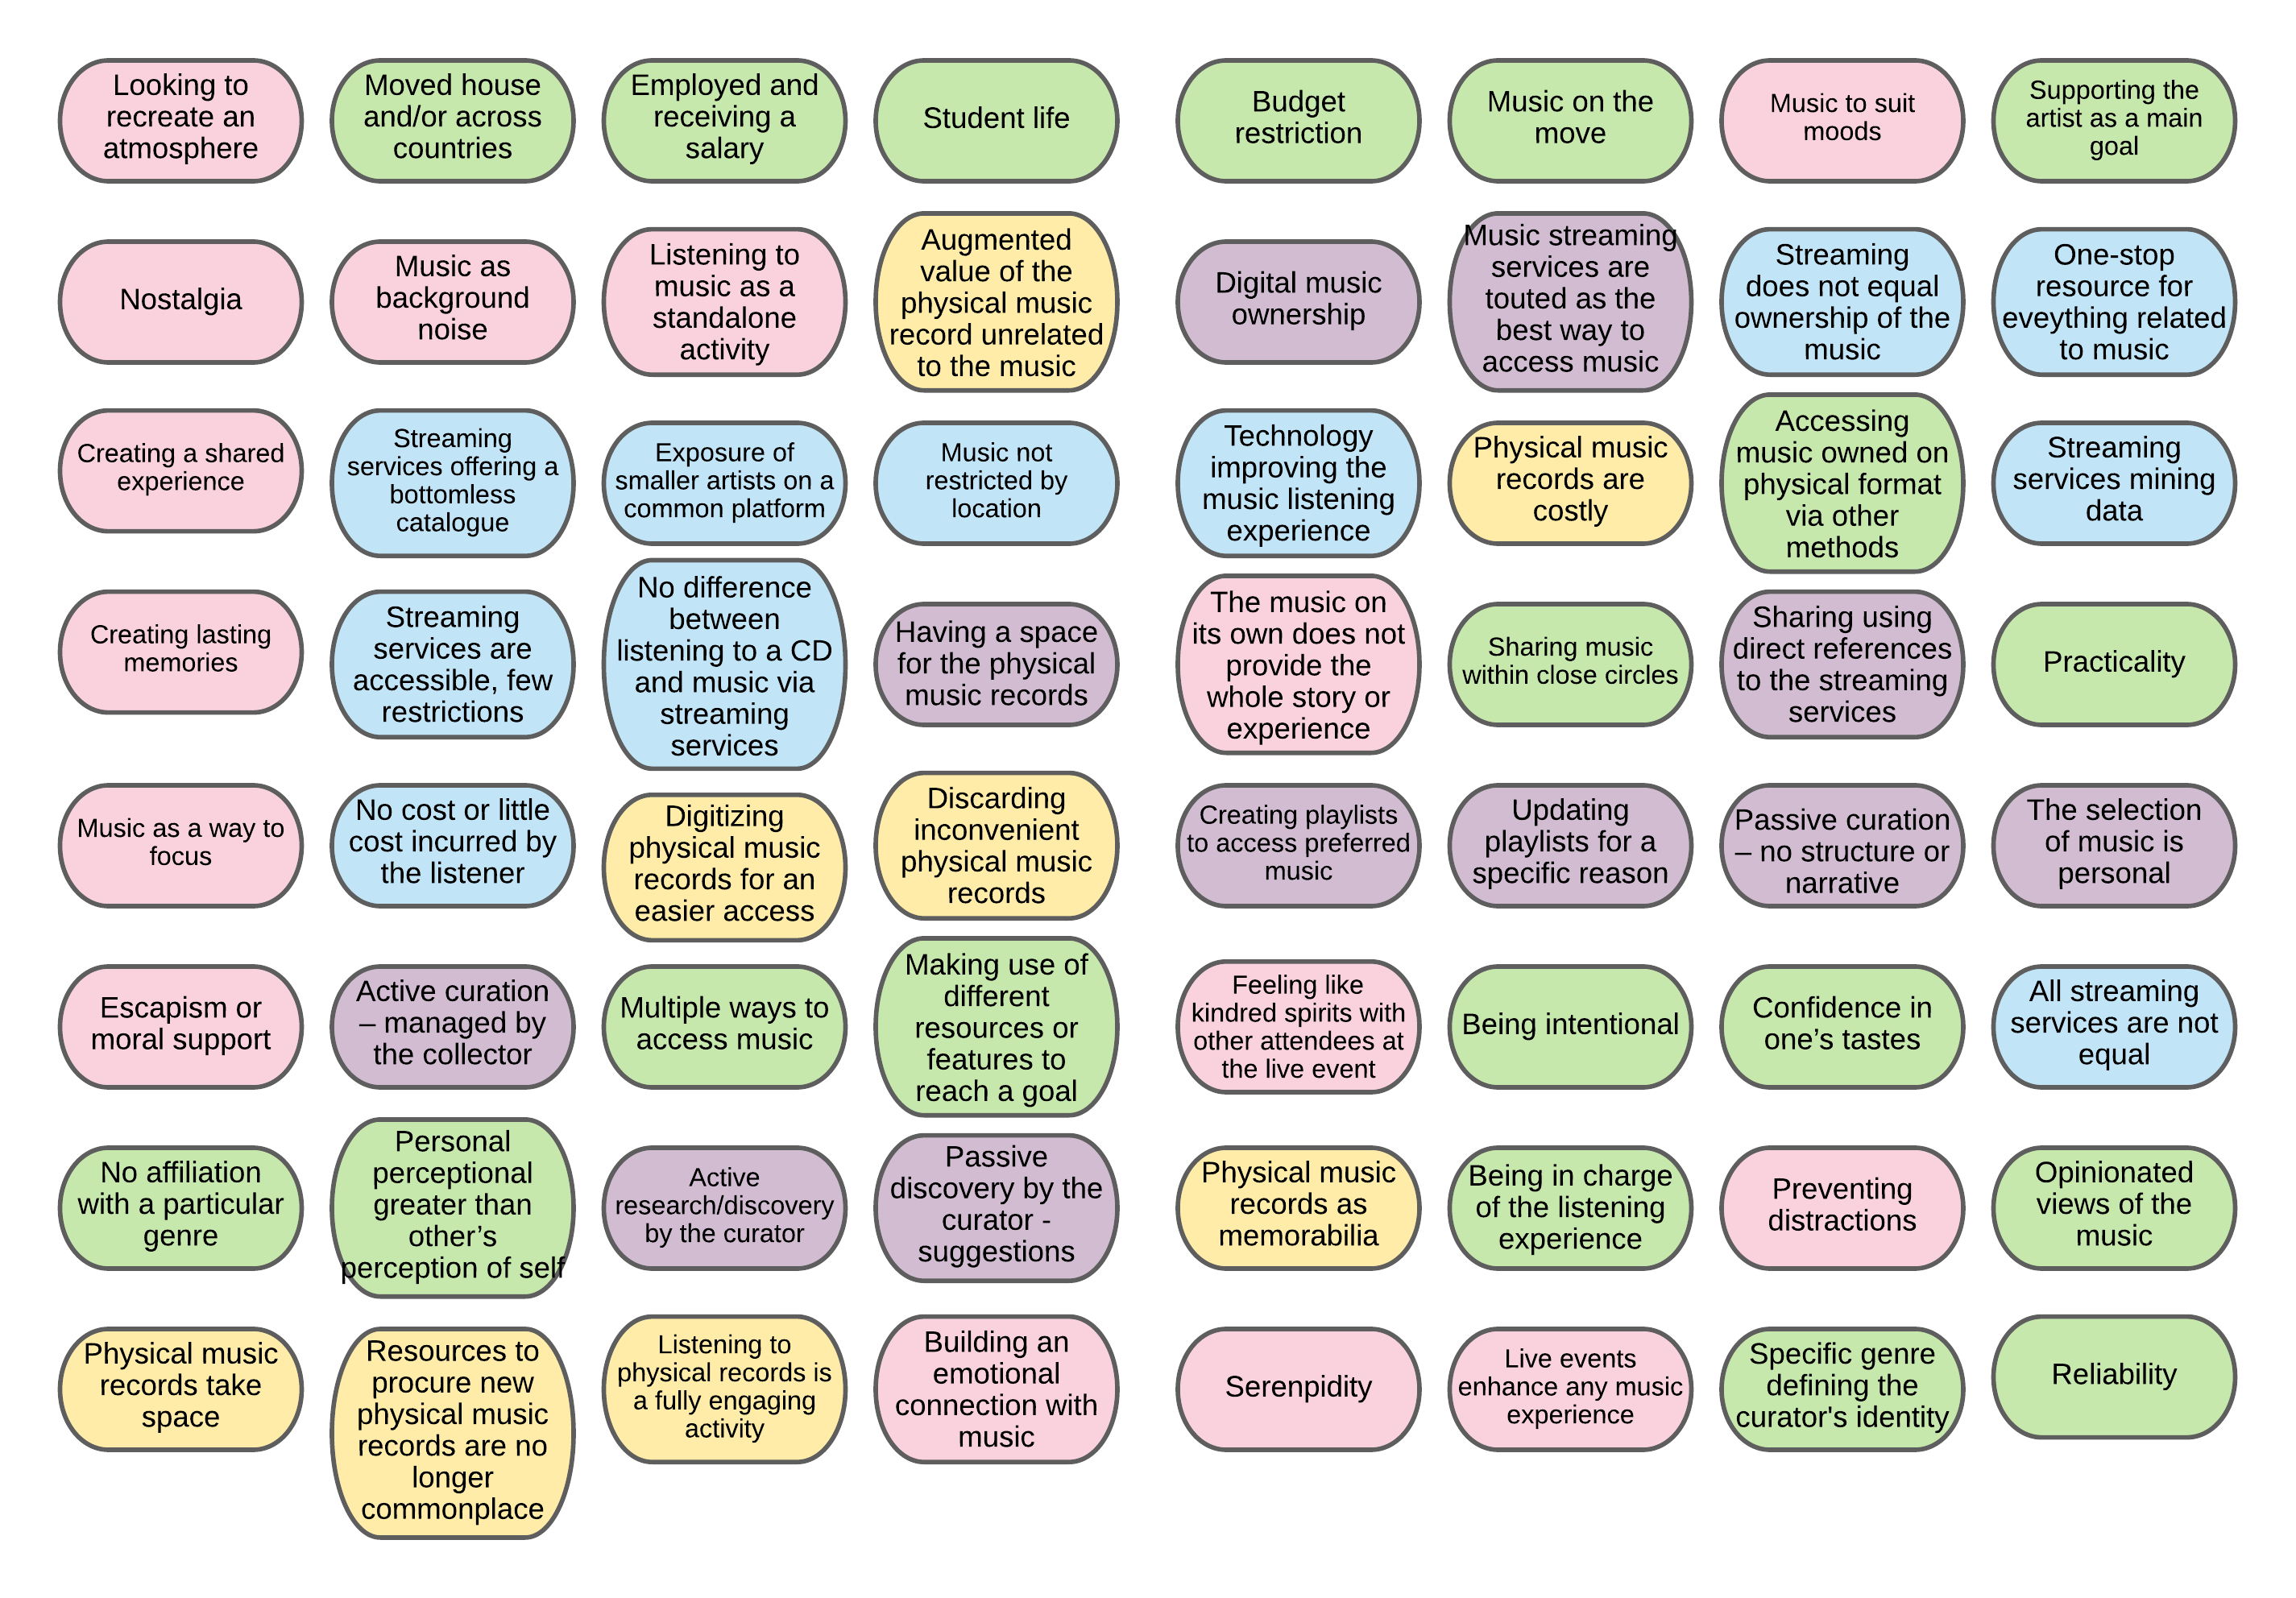 Looking to
recreate an
atmosphere
Moved house
and/or across
countries
Employed and
receiving a
salary
Student life
Budget
restriction
Music on the
move
Music to suit
moods
Supporting the
artist as a main
goal
Nostalgia
Music as
background
noise
Listening to
music as a
standalone
activity
Augmented
value of the
physical music
record unrelated
to the music
Digital music
ownership
Music streaming
services are
touted as the
best way to
access music
Streaming
does not equal
ownership of the
music
One-stop
resource for
eveything related
to music
Creating a shared
experience
Streaming
services offering a
bottomless
catalogue
Exposure of
smaller artists on a
common platform
Music not
restricted by
location
Technology
improving the
music listening
experience
Physical music
records are
costly
Accessing
music owned on
physical format
via other
methods
Streaming
services mining
data
Creating lasting
memories
Streaming
services are
accessible, few
restrictions
No difference
between
listening to a CD
and music via
streaming
services
Having a space
for the physical
music records
The music on
its own does not
provide the
whole story or
experience
Sharing music
within close circles
Sharing using
direct references
to the streaming
services
Practicality
Music as a way to
focus
No cost or little
cost incurred by
the listener
Digitizing
physical music
records for an
easier access
Discarding
inconvenient
physical music
records
Creating playlists
to access preferred
music
Updating
playlists for a
specific reason
Passive curation
– no structure or
narrative
The selection
of music is
personal
Escapism or
moral support
Active curation
– managed by
the collector
Multiple ways to
access music
Making use of
different
resources or
features to
reach a goal
Feeling like
kindred spirits with
other attendees at
the live event
Being intentional
Confidence in
one’s tastes
All streaming
services are not
equal
No affiliation
with a particular
genre
Personal
perceptional
greater than
other’s
perception of self
Active
research/discovery
by the curator
Passive
discovery by the
curator -
suggestions
Physical music
records as
memorabilia
Being in charge
of the listening
experience
Preventing
distractions
Opinionated
views of the
music
Physical music
records take
space
Resources to
procure new
physical music
records are no
longer
commonplace
Listening to
physical records is
a fully engaging
activity
Building an
emotional
connection with
music
Serenpidity
Live events
enhance any music
experience
Specific genre
defining the
curator's identity
Reliability